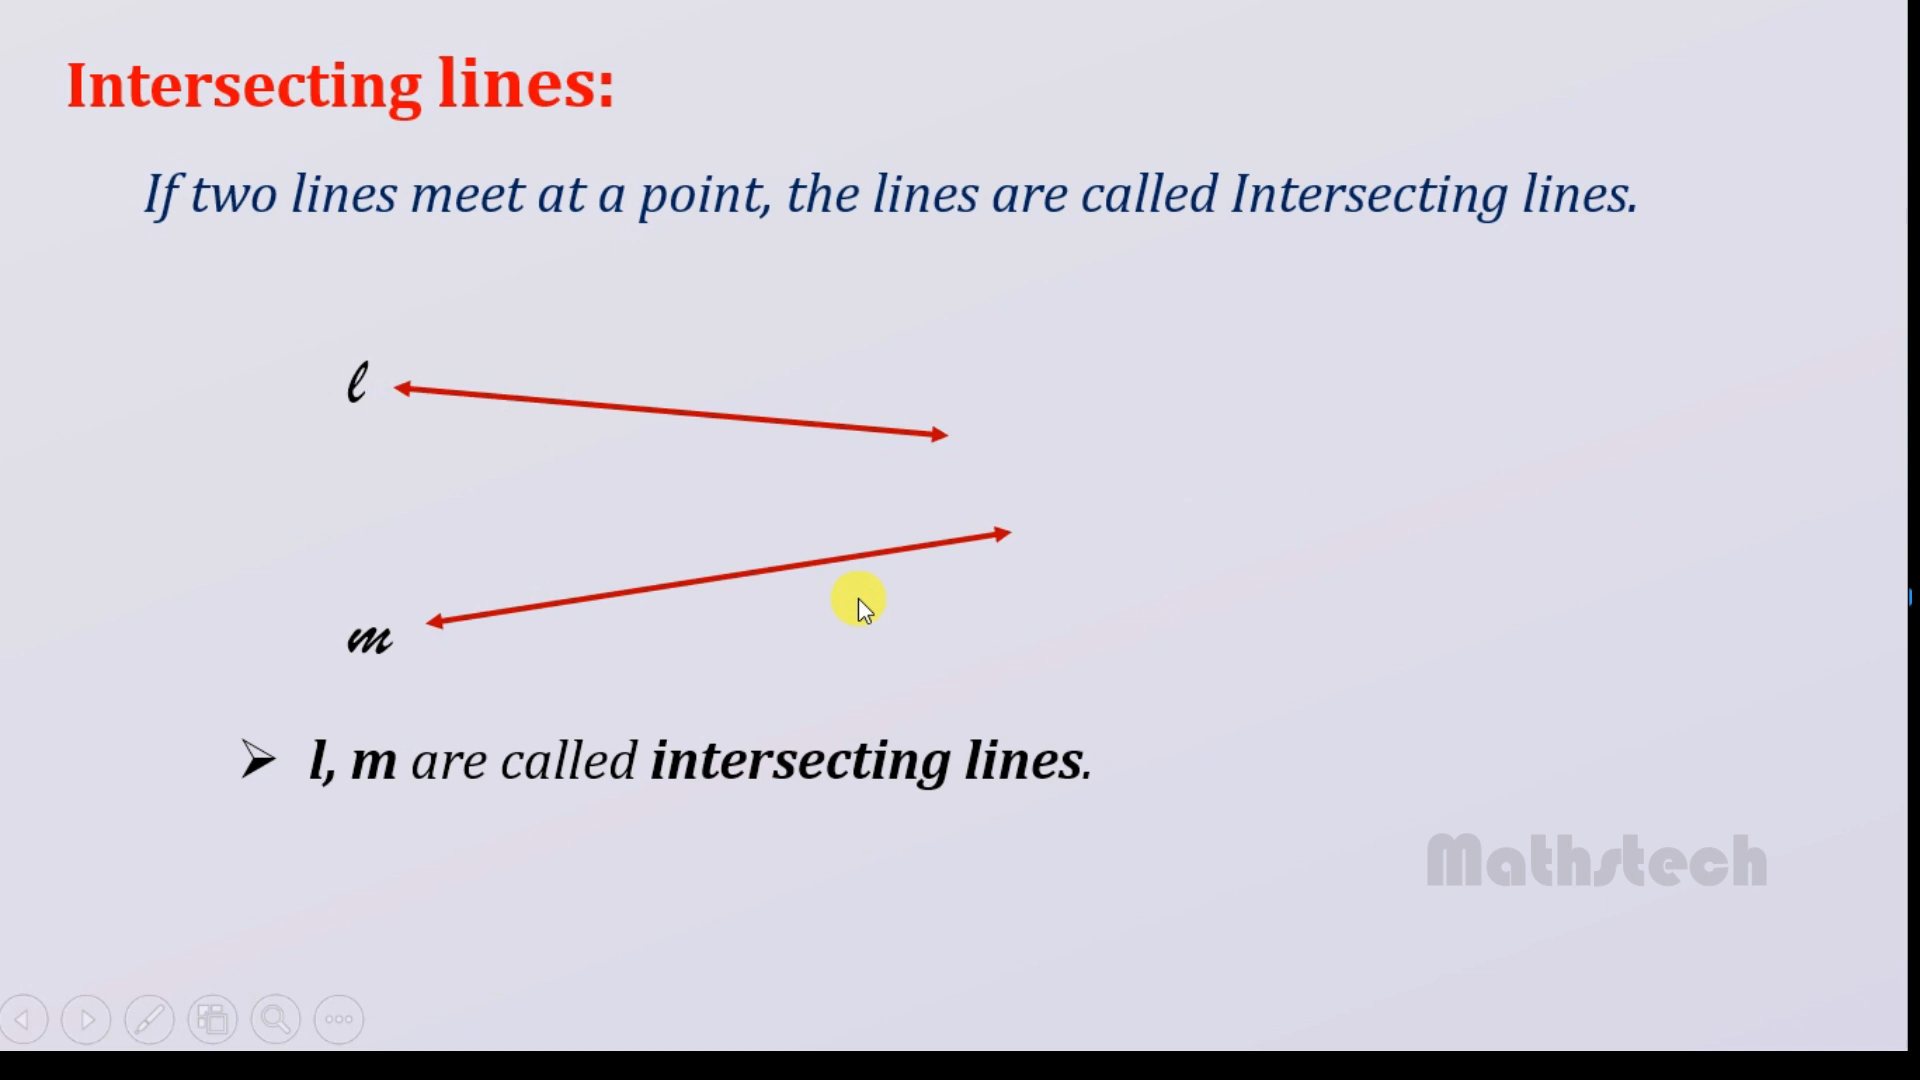 Intersecting lines:
If two lines meet at a point, the lines are called Intersecting lines.
l
m
➢ l, m are called intersecting lines.
Mathstech